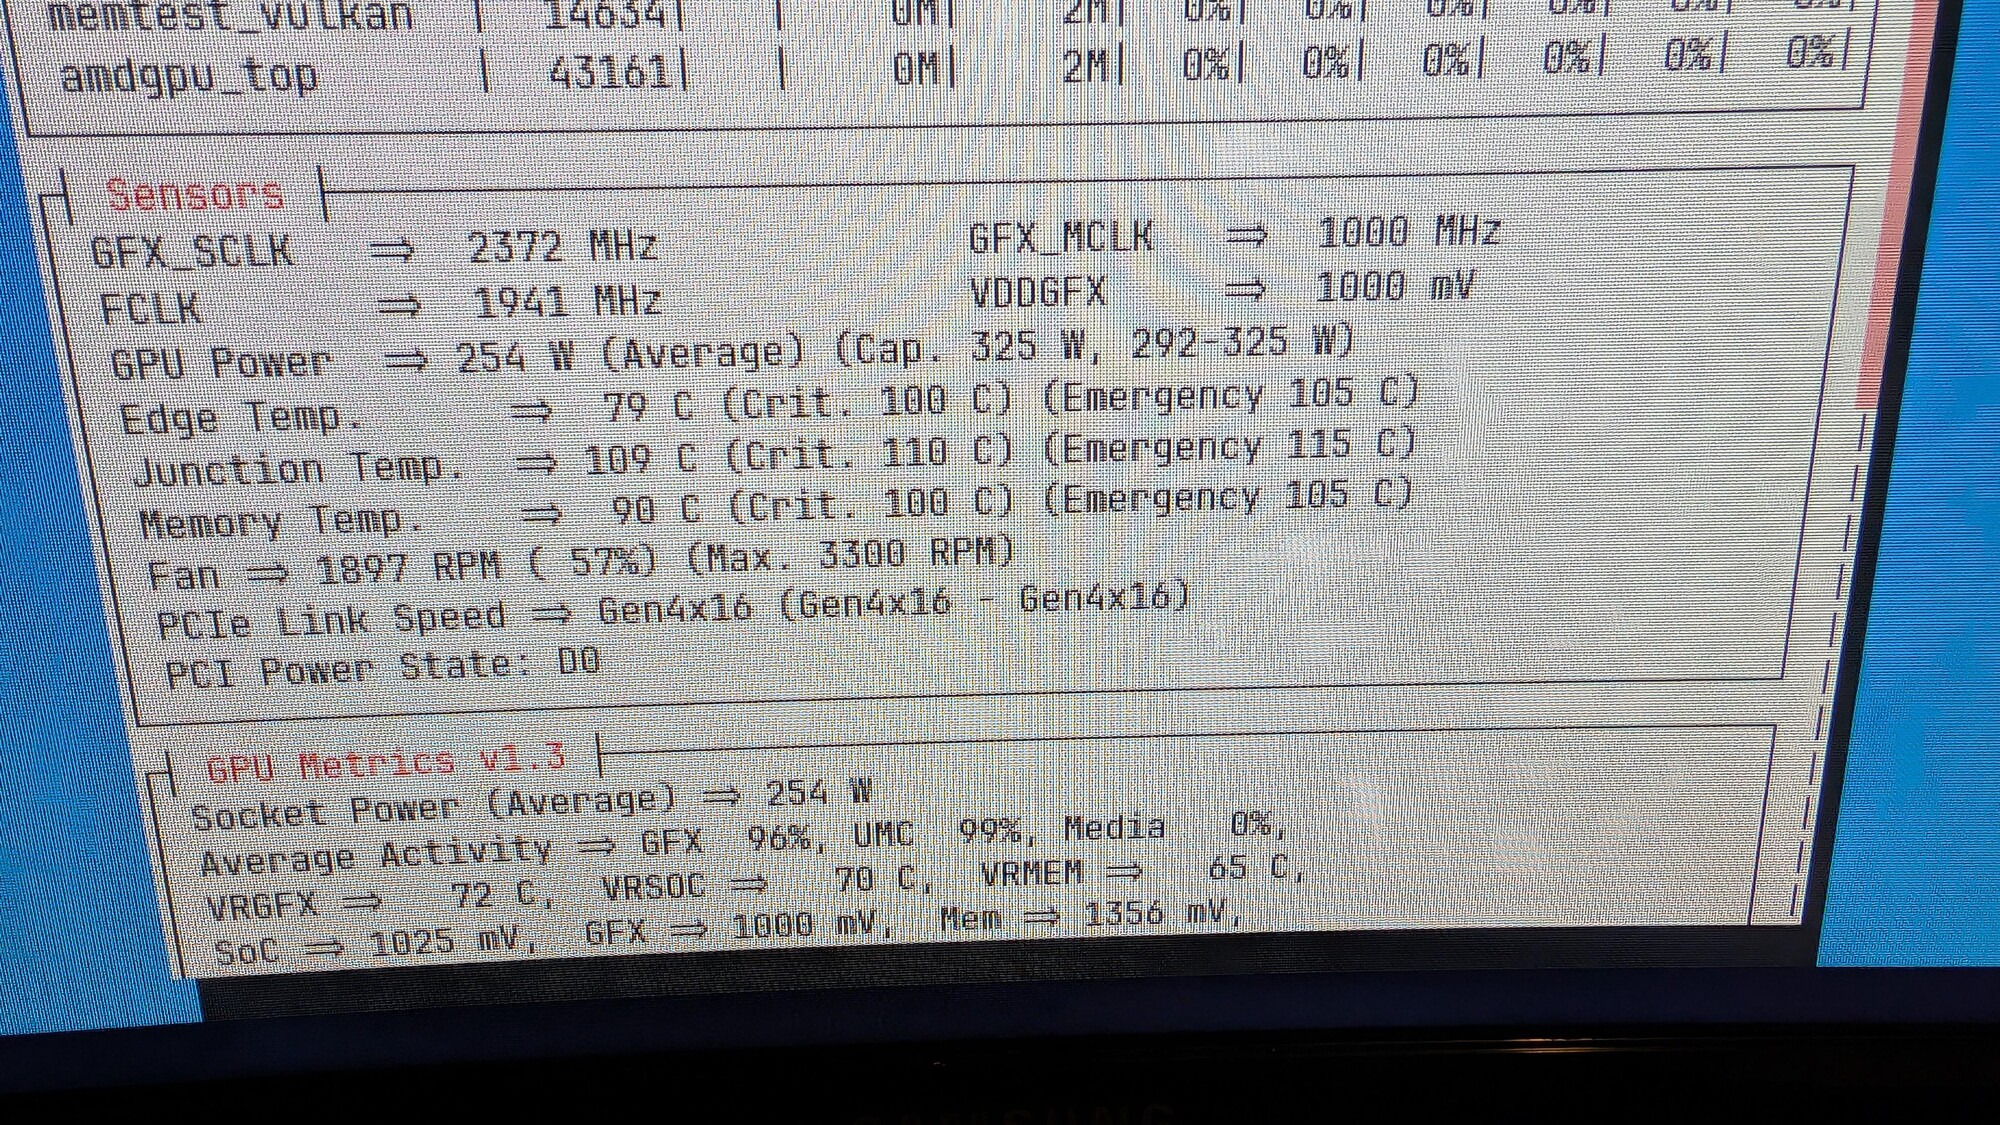 memtest_vulkan | 14634| | 0M| 2M| 0%| 0%| 0%| 0%| 0%| 0%|
amdgpu_top | 43161| | 0M| 2M| 0%| 0%| 0%| 0%| 0%| 0%|
Sensors
GFX_SCLK ⇒ 2372 MHz GFX_MCLK ⇒ 1000 MHz
FCLK ⇒ 1941 MHz VDDGFX ⇒ 1000 mV
GPU Power ⇒ 254 W (Average) (Cap. 325 W, 292-325 W)
Edge Temp. ⇒ 79 C (Crit. 100 C) (Emergency 105 C)
Junction Temp. ⇒ 109 C (Crit. 110 C) (Emergency 115 C)
Memory Temp. ⇒ 90 C (Crit. 100 C) (Emergency 105 C)
Fan ⇒ 1897 RPM ( 57%) (Max. 3300 RPM)
PCIe Link Speed ⇒ Gen4x16 (Gen4x16 - Gen4x16)
PCI Power State: D0
GPU Metrics v1.3
Socket Power (Average) ⇒ 254 W
Average Activity ⇒ GFX 96%, UMC 99%, Media 0%,
VRGFX ⇒ 72 C, VRSOC ⇒ 70 C, VRMEM ⇒ 65 C,
SoC ⇒ 1025 mV, GFX ⇒ 1000 mV, Mem ⇒ 1356 mV,